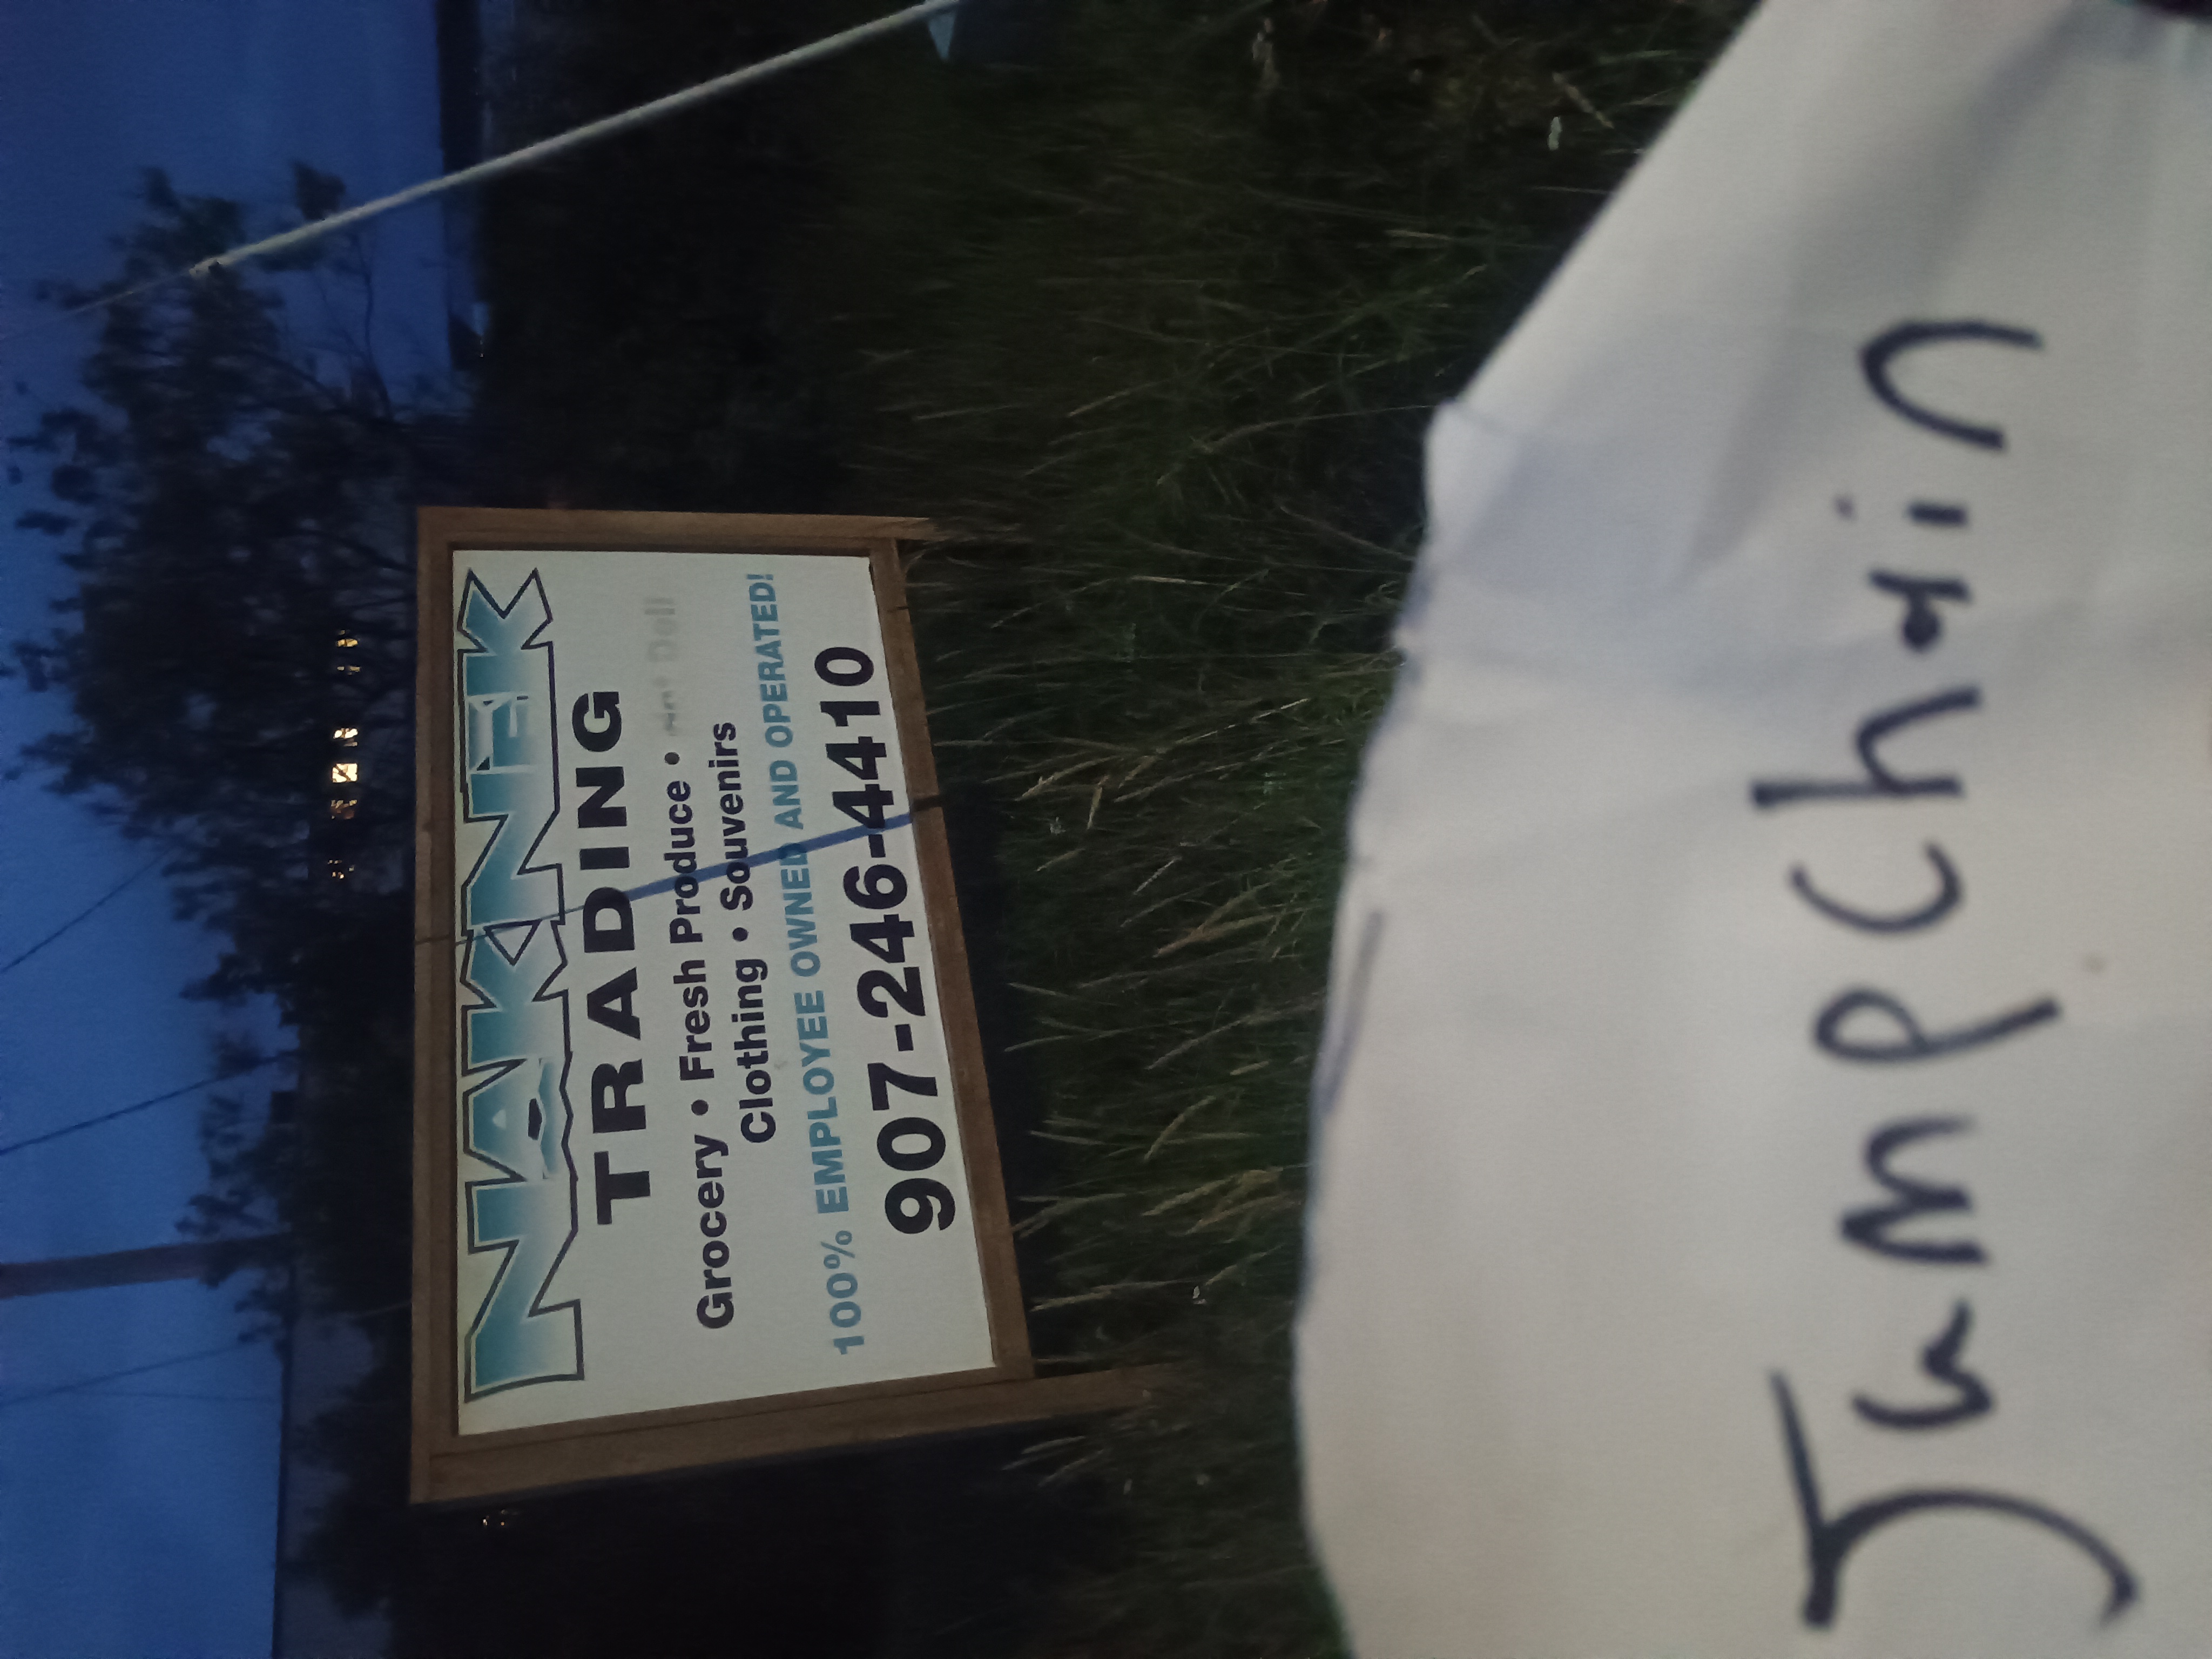 NAKNEK
TRADING
Grocery • Fresh Produce •
Clothing • Souvenirs
100% EMPLOYEE OWNED AND OPERATED!
907-246-4410
Jumpchain